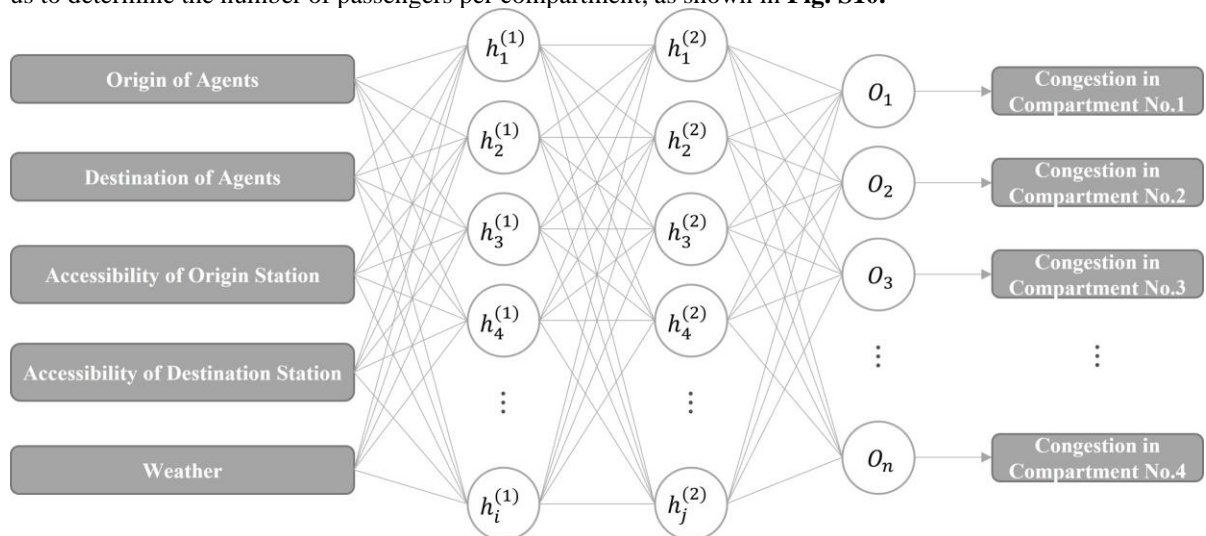 us to determine the number of passengers per compartment, as shown in Fig. S10.
Origin of Agents
Destination of Agents
Accessibility of Origin Station
Accessibility of Destination Station
Weather
h_1^{(1)}
h_2^{(1)}
h_3^{(1)}
h_4^{(1)}
⋮
h_i^{(1)}
h_1^{(2)}
h_2^{(2)}
h_3^{(2)}
h_4^{(2)}
⋮
h_j^{(2)}
O_1
O_2
O_3
⋮
O_n
Congestion in
Compartment No.1
Congestion in
Compartment No.2
Congestion in
Compartment No.3
⋮
Congestion in
Compartment No.4